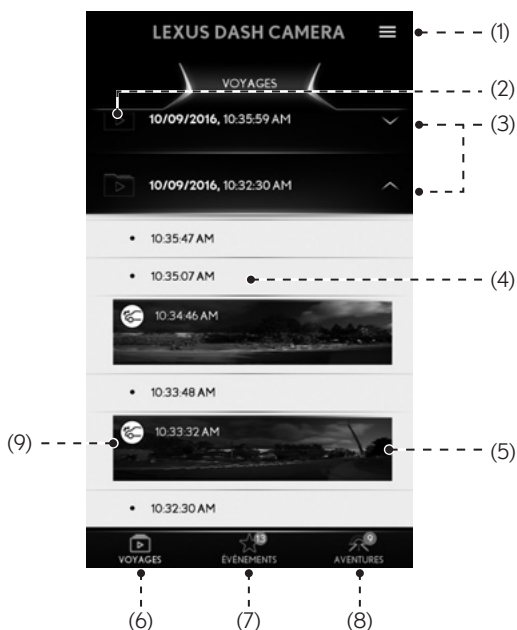 LEXUS DASH CAMERA
(1)
VOYAGES
(2)
10/09/2016, 10:35:59 AM
(3)
10/09/2016, 10:32:30 AM
• 10:35:47 AM
• 10:35:07 AM
(4)
10:34:46 AM
• 10:33:48 AM
10:33:32 AM
(9)
(5)
• 10:32:30 AM
13
9
VOYAGES
ÉVÉNEMENTS
AVENTURES
(6)
(7)
(8)